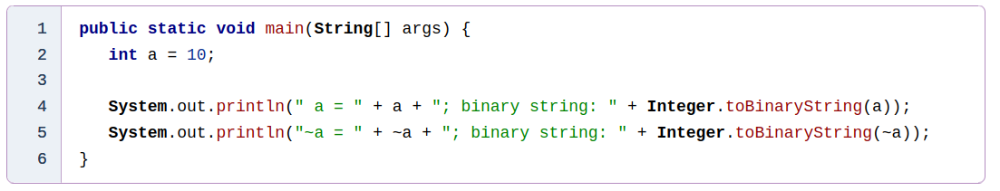 1 public static void main(String[] args) {
2 int a = 10;
3
4 System.out.println(" a = " + a + "; binary string: " + Integer.toBinaryString(a));
5 System.out.println("~a = " + ~a + "; binary string: " + Integer.toBinaryString(~a));
6 }